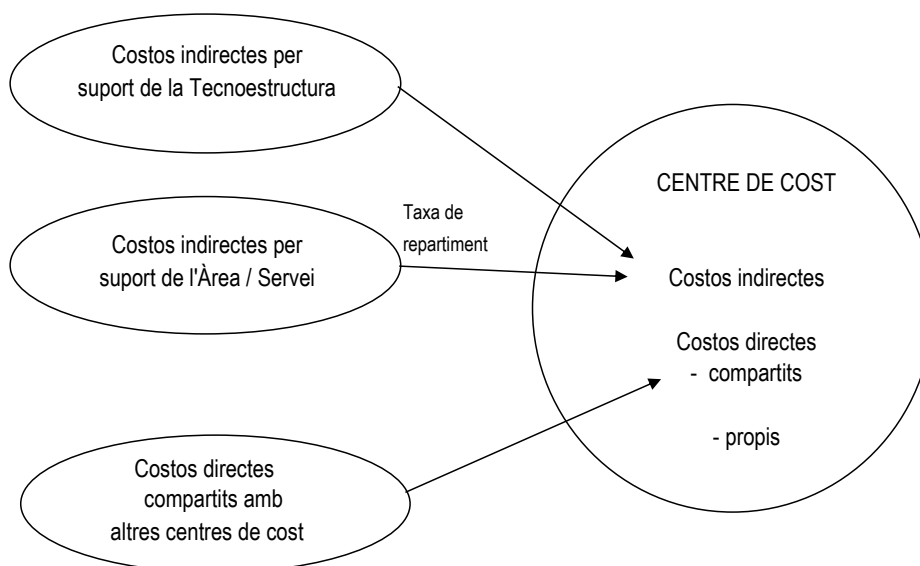 Costos indirectes per
suport de la Tecnoestructura
CENTRE DE COST
Taxa de
repartiment
Costos indirectes per
suport de l'Àrea / Servei
Costos indirectes
Costos directes
- compartits
- propis
Costos directes
compartits amb
altres centres de cost